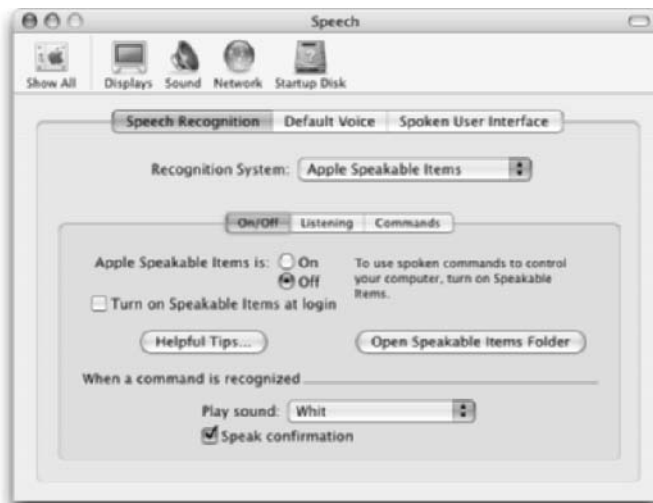 Speech
Show All Displays Sound Network Startup Disk
Speech Recognition Default Voice Spoken User Interface
Recognition System: Apple Speakable Items
On/Off Listening Commands
Apple Speakable Items is: On
Off
To use spoken commands to control
your computer, turn on Speakable
Items.
Turn on Speakable Items at login
Helpful Tips... Open Speakable Items Folder
When a command is recognized
Play sound: Whit
Speak confirmation